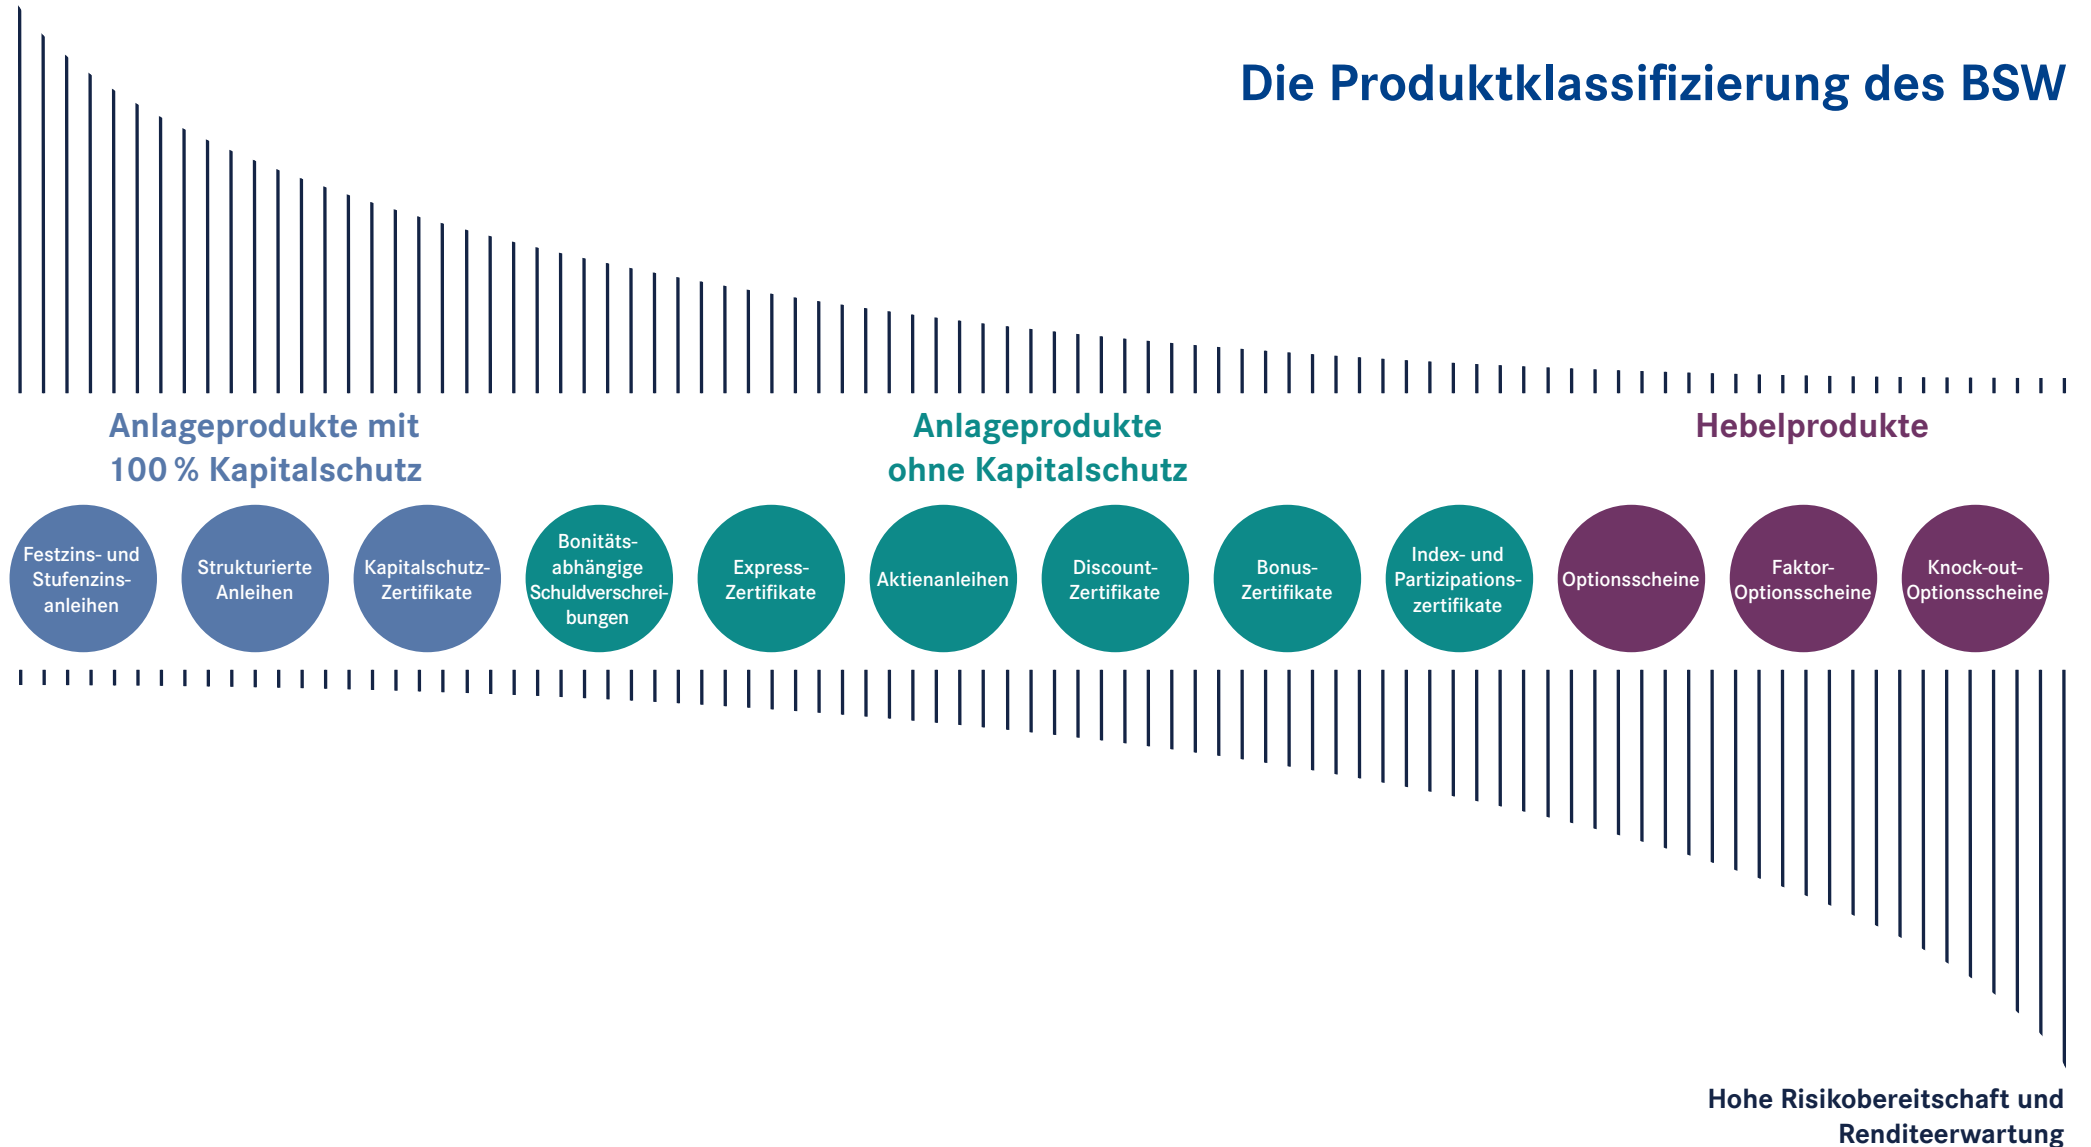 Die Produktklassifizierung des BSW
Anlageprodukte mit
100 % Kapitalschutz
Anlageprodukte
ohne Kapitalschutz
Hebelprodukte
Festzins- und
Stufenzins-
anleihen
Strukturierte
Anleihen
Kapitalschutz-
Zertifikate
Bonitäts-
abhängige
Schuldverschrei-
bungen
Express-
Zertifikate
Aktienanleihen
Discount-
Zertifikate
Bonus-
Zertifikate
Index- und
Partizipations-
zertifikate
Optionsscheine
Faktor-
Optionsscheine
Knock-out-
Optionsscheine
Hohe Risikobereitschaft und
Renditeerwartung